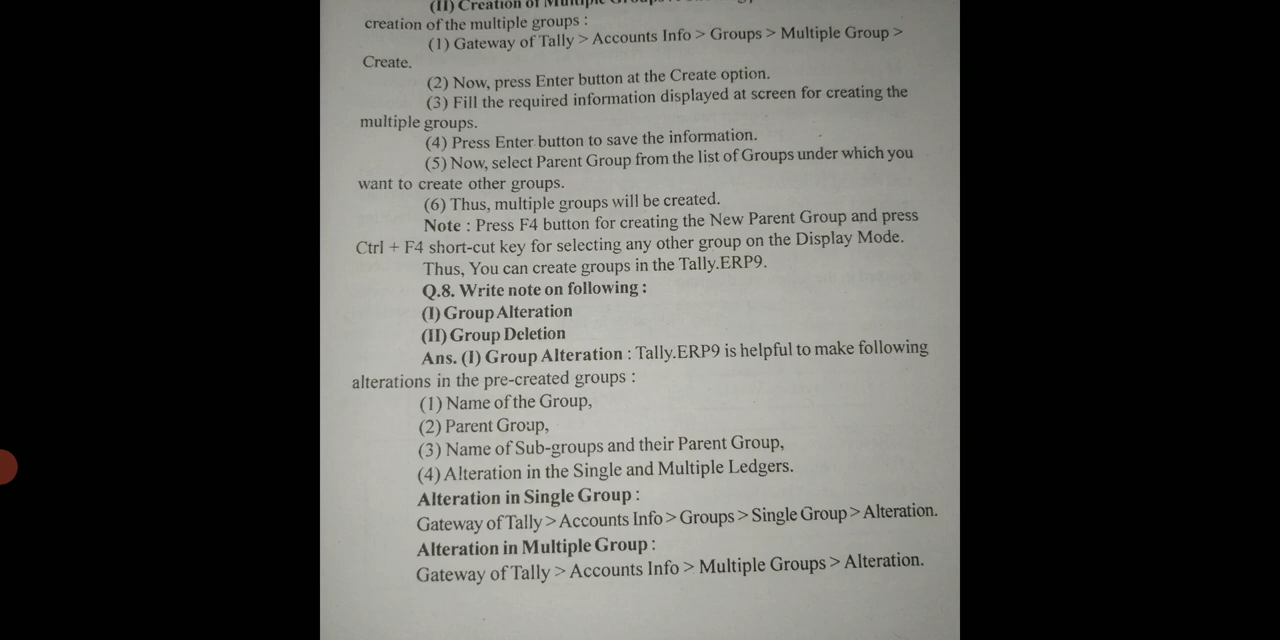 (II) Creation of Multiple Groups
creation of the multiple groups :
(1) Gateway of Tally > Accounts Info > Groups > Multiple Group >
Create.
(2) Now, press Enter button at the Create option.
(3) Fill the required information displayed at screen for creating the
multiple groups.
(4) Press Enter button to save the information.
(5) Now, select Parent Group from the list of Groups under which you
want to create other groups.
(6) Thus, multiple groups will be created.
Note : Press F4 button for creating the New Parent Group and press
Ctrl + F4 short-cut key for selecting any other group on the Display Mode.
Thus, You can create groups in the Tally.ERP9.
Q.8. Write note on following :
(I) Group Alteration
(II) Group Deletion
Ans. (I) Group Alteration : Tally.ERP9 is helpful to make following
alterations in the pre-created groups :
(1) Name of the Group,
(2) Parent Group,
(3) Name of Sub-groups and their Parent Group,
(4) Alteration in the Single and Multiple Ledgers.
Alteration in Single Group :
Gateway of Tally > Accounts Info > Groups > Single Group > Alteration.
Alteration in Multiple Group :
Gateway of Tally > Accounts Info > Multiple Groups > Alteration.